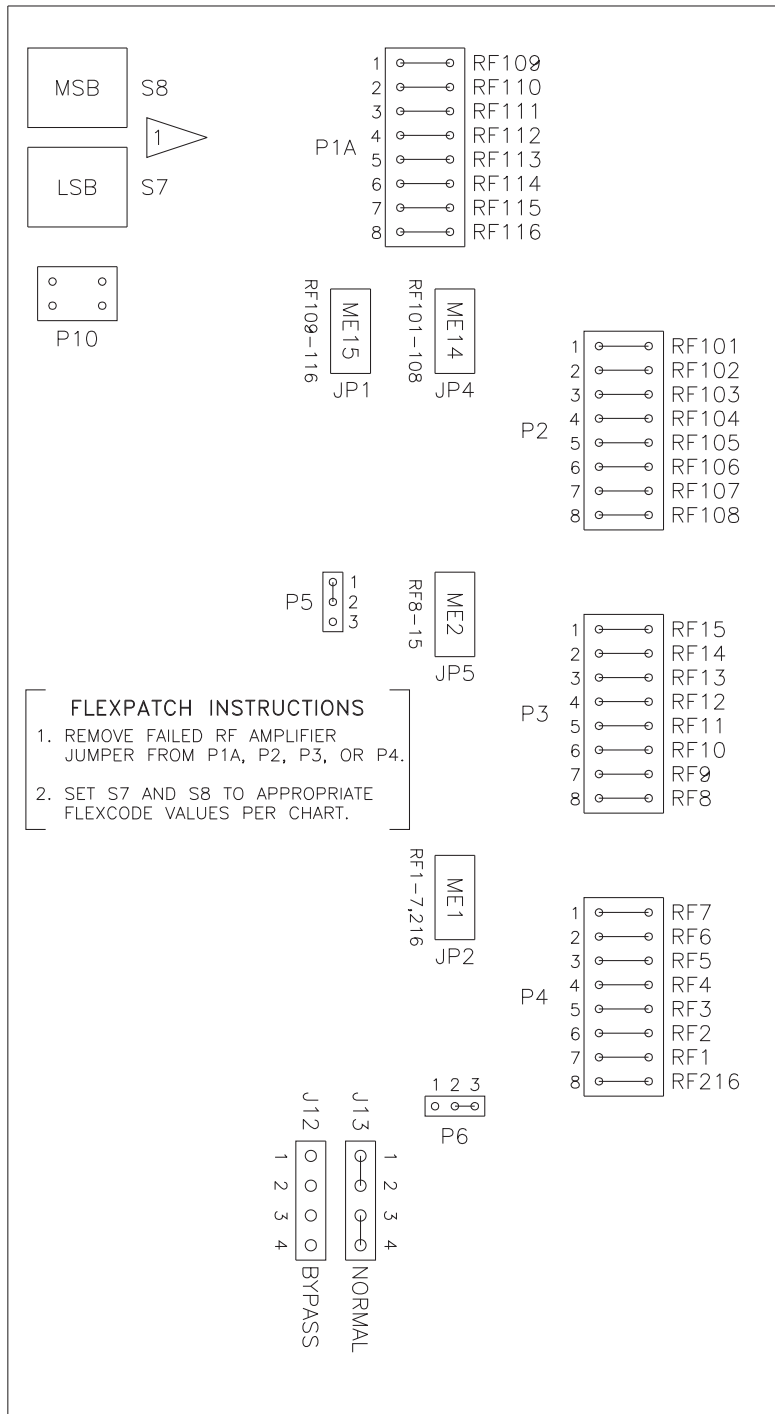 MSB S8
1
LSB S7
P10
P1A
1 RF109
2 RF110
3 RF111
4 RF112
5 RF113
6 RF114
7 RF115
8 RF116
RF109-116
ME15
JP1
RF101-108
ME14
JP4
P2
1 RF101
2 RF102
3 RF103
4 RF104
5 RF105
6 RF106
7 RF107
8 RF108
P5
1
2
3
RF8-15
ME2
JP5
P3
1 RF15
2 RF14
3 RF13
4 RF12
5 RF11
6 RF10
7 RF9
8 RF8
FLEXPATCH INSTRUCTIONS
1. REMOVE FAILED RF AMPLIFIER
JUMPER FROM P1A, P2, P3, OR P4.
2. SET S7 AND S8 TO APPROPRIATE
FLEXCODE VALUES PER CHART.
RF1-7,216
ME1
JP2
P4
1 RF7
2 RF6
3 RF5
4 RF4
5 RF3
6 RF2
7 RF1
8 RF216
1 2 3
P6
J12
1
2
3
4
BYPASS
J13
1
2
3
4
NORMAL